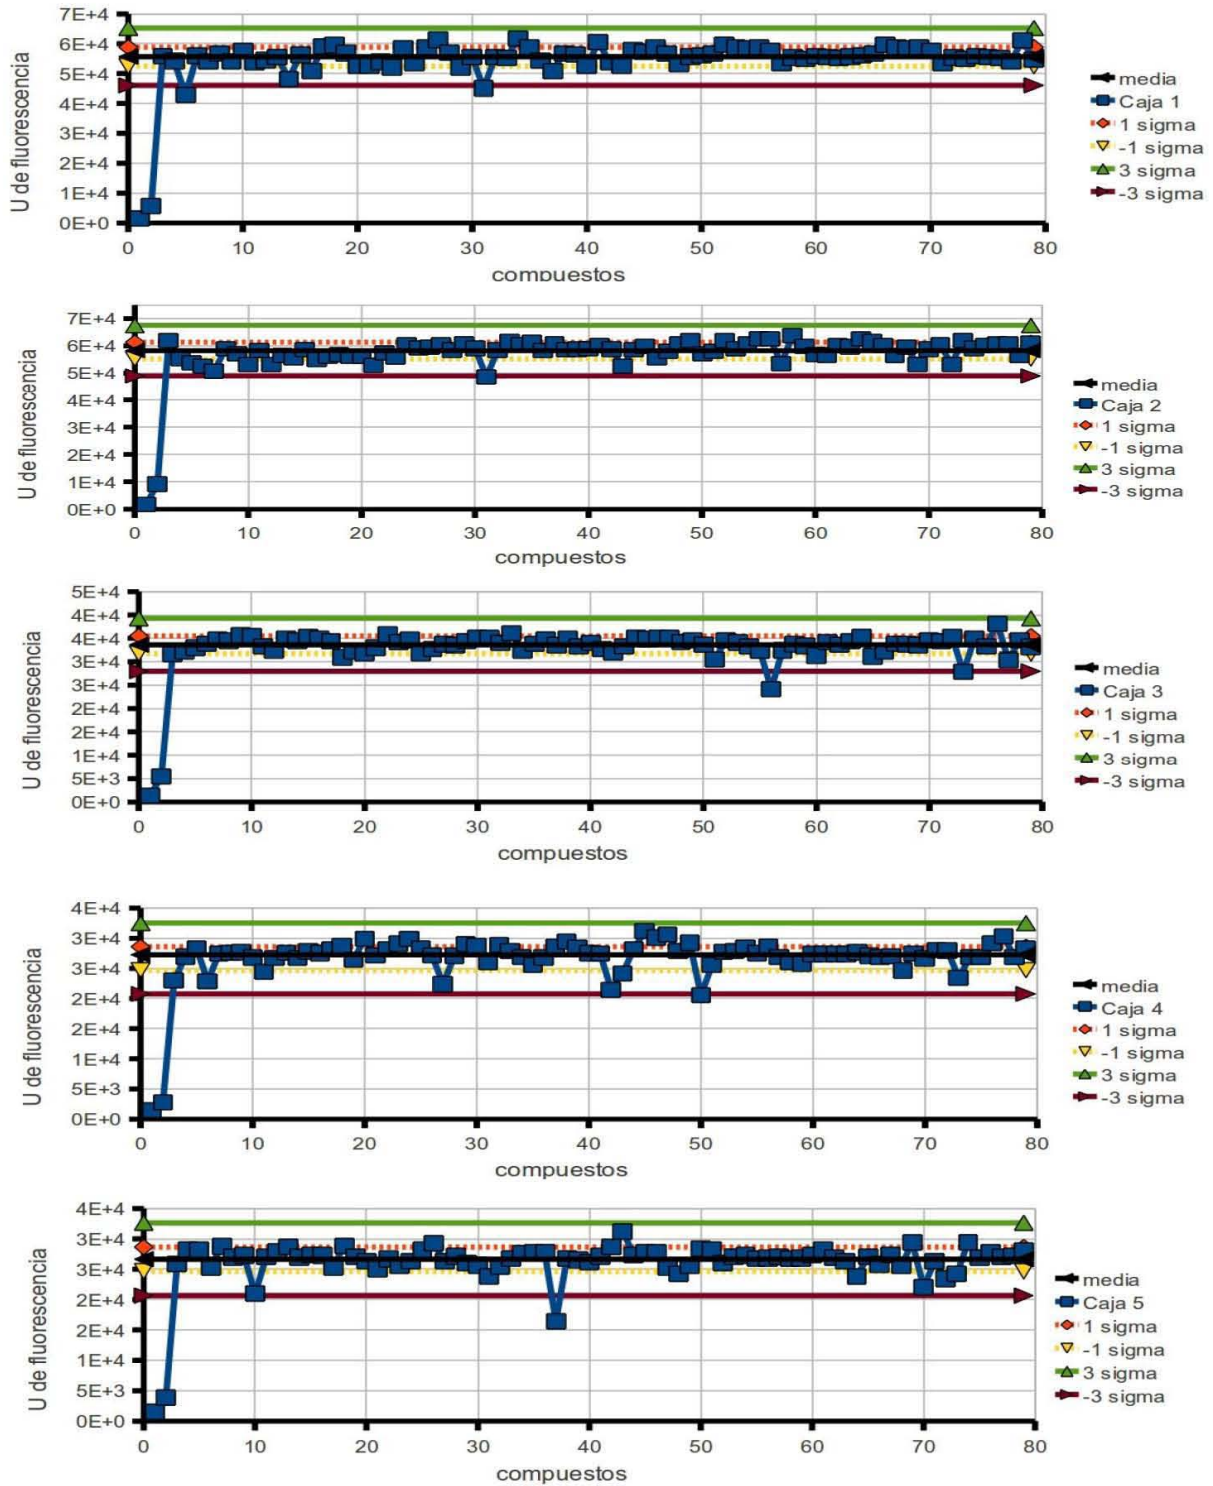 7E+4
6E+4
5E+4
4E+4
3E+4
2E+4
1E+4
0E+0
U de fluorescencia
0 10 20 30 40 50 60 70 80
compuestos
media
Caja 1
1 sigma
-1 sigma
3 sigma
-3 sigma
7E+4
6E+4
5E+4
4E+4
3E+4
2E+4
1E+4
0E+0
U de fluorescencia
0 10 20 30 40 50 60 70 80
compuestos
media
Caja 2
1 sigma
-1 sigma
3 sigma
-3 sigma
5E+4
4E+4
4E+4
3E+4
3E+4
2E+4
2E+4
1E+4
5E+3
0E+0
U de fluorescencia
0 10 20 30 40 50 60 70 80
compuestos
media
Caja 3
1 sigma
-1 sigma
3 sigma
-3 sigma
4E+4
3E+4
3E+4
2E+4
2E+4
1E+4
5E+3
0E+0
U de fluorescencia
0 10 20 30 40 50 60 70 80
compuestos
media
Caja 4
1 sigma
-1 sigma
3 sigma
-3 sigma
4E+4
3E+4
3E+4
2E+4
2E+4
1E+4
5E+3
0E+0
U de fluorescencia
0 10 20 30 40 50 60 70 80
compuestos
media
Caja 5
1 sigma
-1 sigma
3 sigma
-3 sigma